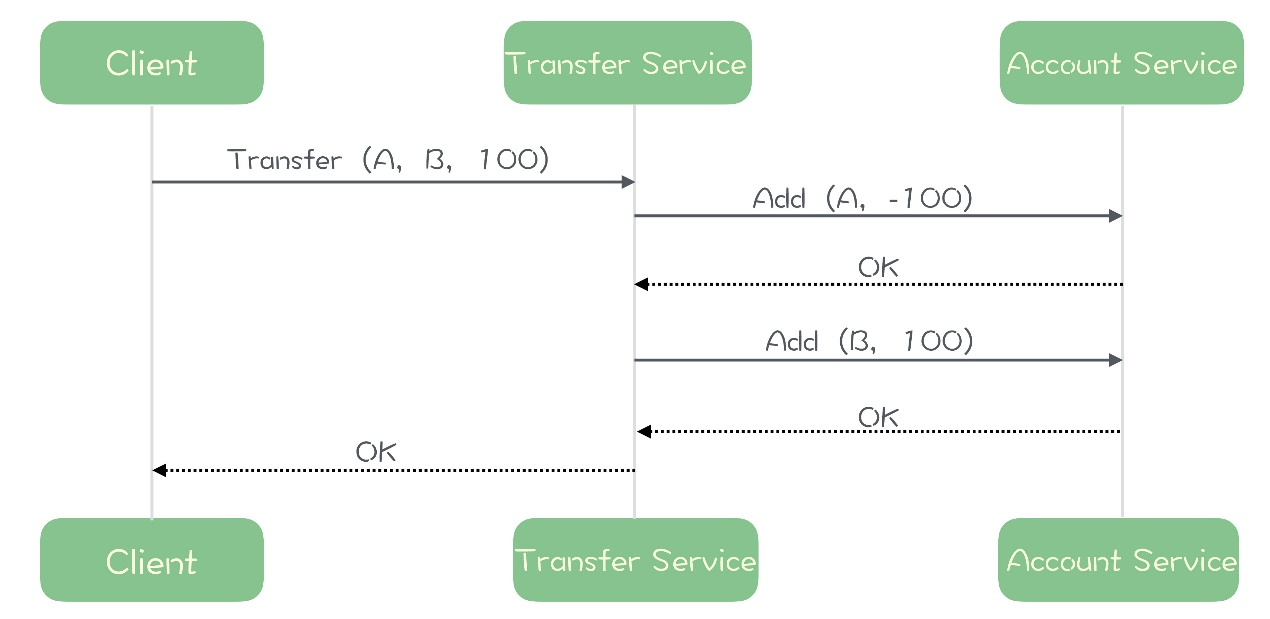 Client
Transfer Service
Account Service
Transfer (A, B, 100)
Add (A, -100)
OK
Add (B, 100)
OK
OK
Client
Transfer Service
Account Service